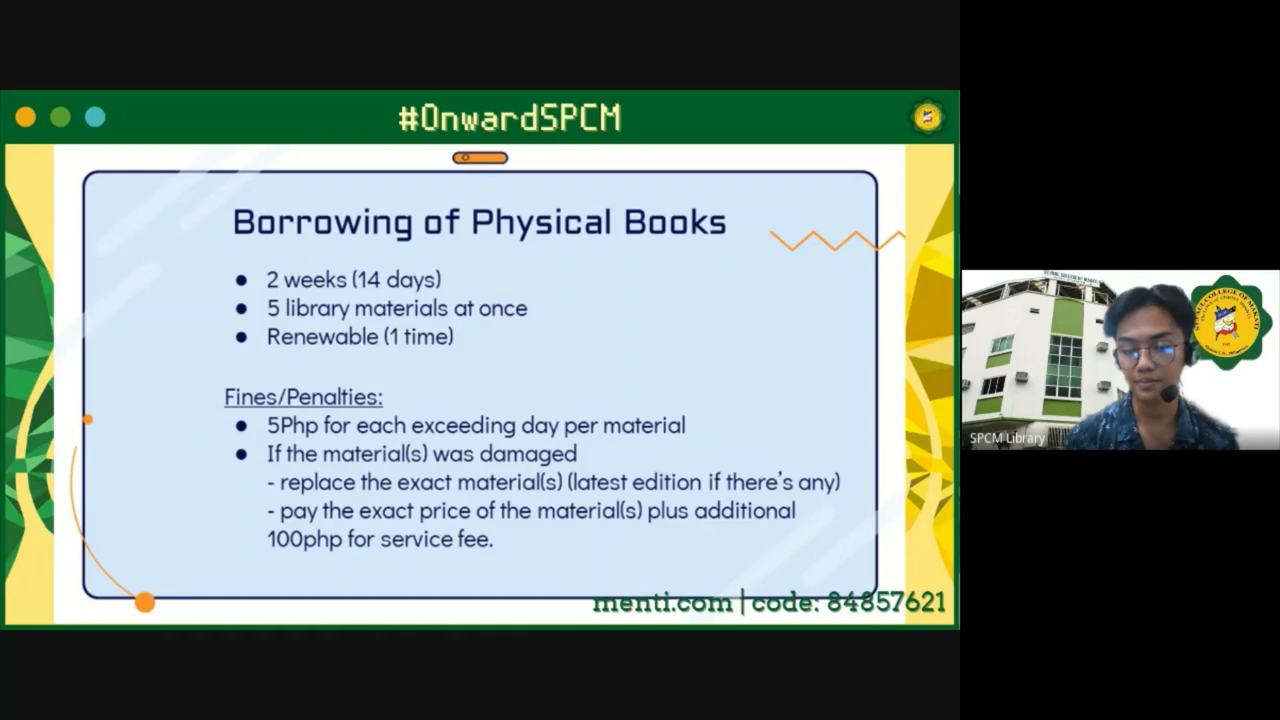 #OnwardSPCM
Borrowing of Physical Books
● 2 weeks (14 days)
● 5 library materials at once
● Renewable (1 time)
Fines/Penalties:
● 5Php for each exceeding day per material
● If the material(s) was damaged
- replace the exact material(s) (latest edition if there's any)
- pay the exact price of the material(s) plus additional
100php for service fee.
menti.com | code: 84857621
SPCM Library